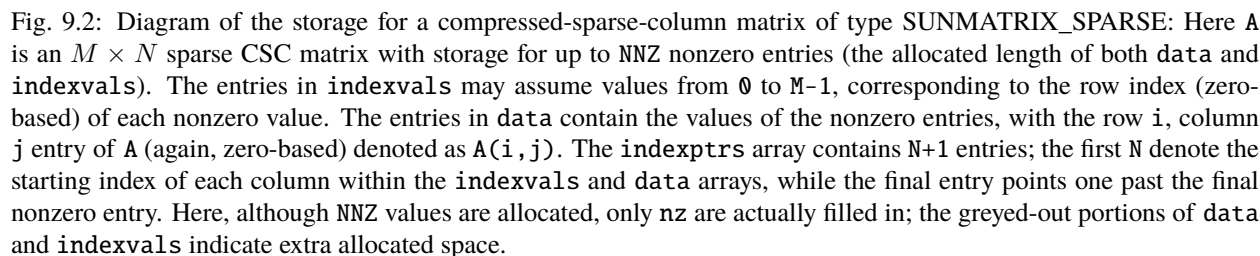 Fig. 9.2: Diagram of the storage for a compressed-sparse-column matrix of type SUNMATRIX_SPARSE: Here A
is an M × N sparse CSC matrix with storage for up to NNZ nonzero entries (the allocated length of both data and
indexvals). The entries in indexvals may assume values from 0 to M-1, corresponding to the row index (zero-
based) of each nonzero value. The entries in data contain the values of the nonzero entries, with the row i, column
j entry of A (again, zero-based) denoted as A(i,j). The indexptrs array contains N+1 entries; the first N denote the
starting index of each column within the indexvals and data arrays, while the final entry points one past the final
nonzero entry. Here, although NNZ values are allocated, only nz are actually filled in; the greyed-out portions of data
and indexvals indicate extra allocated space.